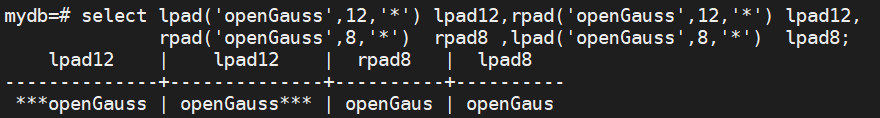 mydb=# select lpad('openGauss',12,'*') lpad12,rpad('openGauss',12,'*') lpad12,
              rpad('openGauss',8,'*')  rpad8 ,lpad('openGauss',8,'*')  lpad8;
    lpad12    |    lpad12    |  rpad8   |  lpad8
--------------+--------------+----------+----------
 ***openGauss | openGauss*** | openGaus | openGaus